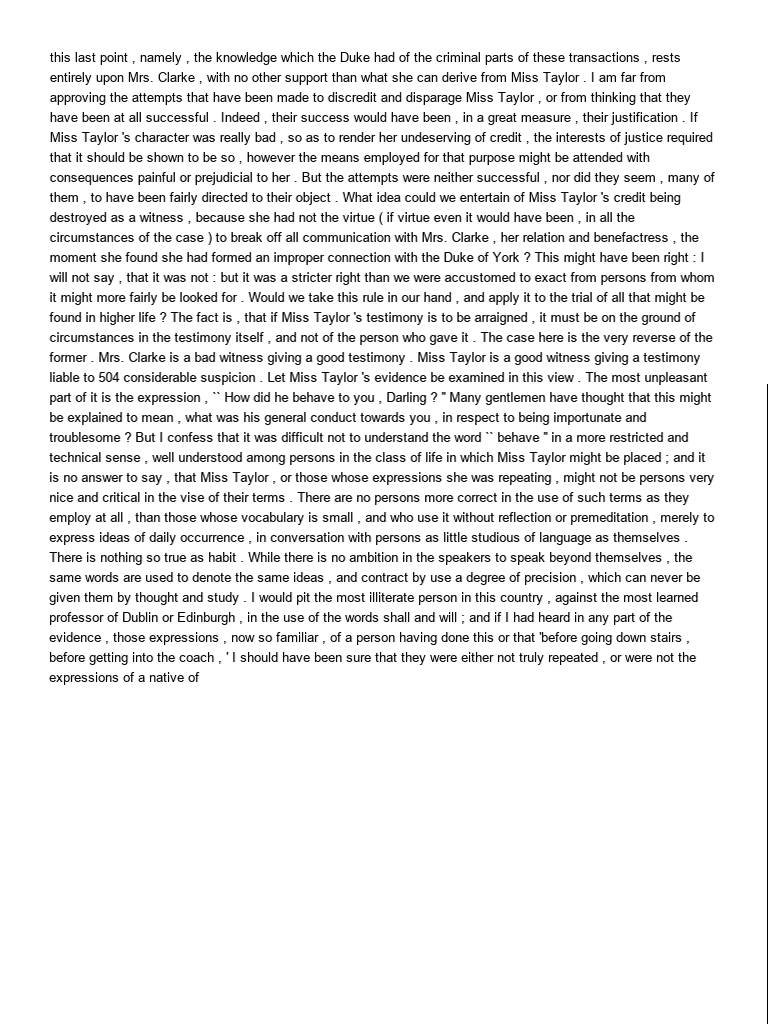 this last point , namely , the knowledge which the Duke had of the criminal parts of these transactions , rests
entirely upon Mrs. Clarke , with no other support than what she can derive from Miss Taylor . I am far from
approving the attempts that have been made to discredit and disparage Miss Taylor , or from thinking that they
have been at all successful . Indeed , their success would have been , in a great measure , their justification . If
Miss Taylor 's character was really bad , so as to render her undeserving of credit , the interests of justice required
that it should be shown to be so , however the means employed for that purpose might be attended with
consequences painful or prejudicial to her . But the attempts were neither successful , nor did they seem , many of
them , to have been fairly directed to their object . What idea could we entertain of Miss Taylor 's credit being
destroyed as a witness , because she had not the virtue ( if virtue even it would have been , in all the
circumstances of the case ) to break off all communication with Mrs. Clarke , her relation and benefactress , the
moment she found she had formed an improper connection with the Duke of York ? This might have been right : I
will not say , that it was not : but it was a stricter right than we were accustomed to exact from persons from whom
it might more fairly be looked for . Would we take this rule in our hand , and apply it to the trial of all that might be
found in higher life ? The fact is , that if Miss Taylor 's testimony is to be arraigned , it must be on the ground of
circumstances in the testimony itself , and not of the person who gave it . The case here is the very reverse of the
former . Mrs. Clarke is a bad witness giving a good testimony . Miss Taylor is a good witness giving a testimony
liable to 504 considerable suspicion . Let Miss Taylor 's evidence be examined in this view . The most unpleasant
part of it is the expression , `` How did he behave to you , Darling ? " Many gentlemen have thought that this might
be explained to mean , what was his general conduct towards you , in respect to being importunate and
troublesome ? But I confess that it was difficult not to understand the word `` behave " in a more restricted and
technical sense , well understood among persons in the class of life in which Miss Taylor might be placed ; and it
is no answer to say , that Miss Taylor , or those whose expressions she was repeating , might not be persons very
nice and critical in the vise of their terms . There are no persons more correct in the use of such terms as they
employ at all , than those whose vocabulary is small , and who use it without reflection or premeditation , merely to
express ideas of daily occurrence , in conversation with persons as little studious of language as themselves .
There is nothing so true as habit . While there is no ambition in the speakers to speak beyond themselves , the
same words are used to denote the same ideas , and contract by use a degree of precision , which can never be
given them by thought and study . I would pit the most illiterate person in this country , against the most learned
professor of Dublin or Edinburgh , in the use of the words shall and will ; and if I had heard in any part of the
evidence , those expressions , now so familiar , of a person having done this or that 'before going down stairs ,
before getting into the coach , ' I should have been sure that they were either not truly repeated , or were not the
expressions of a native of